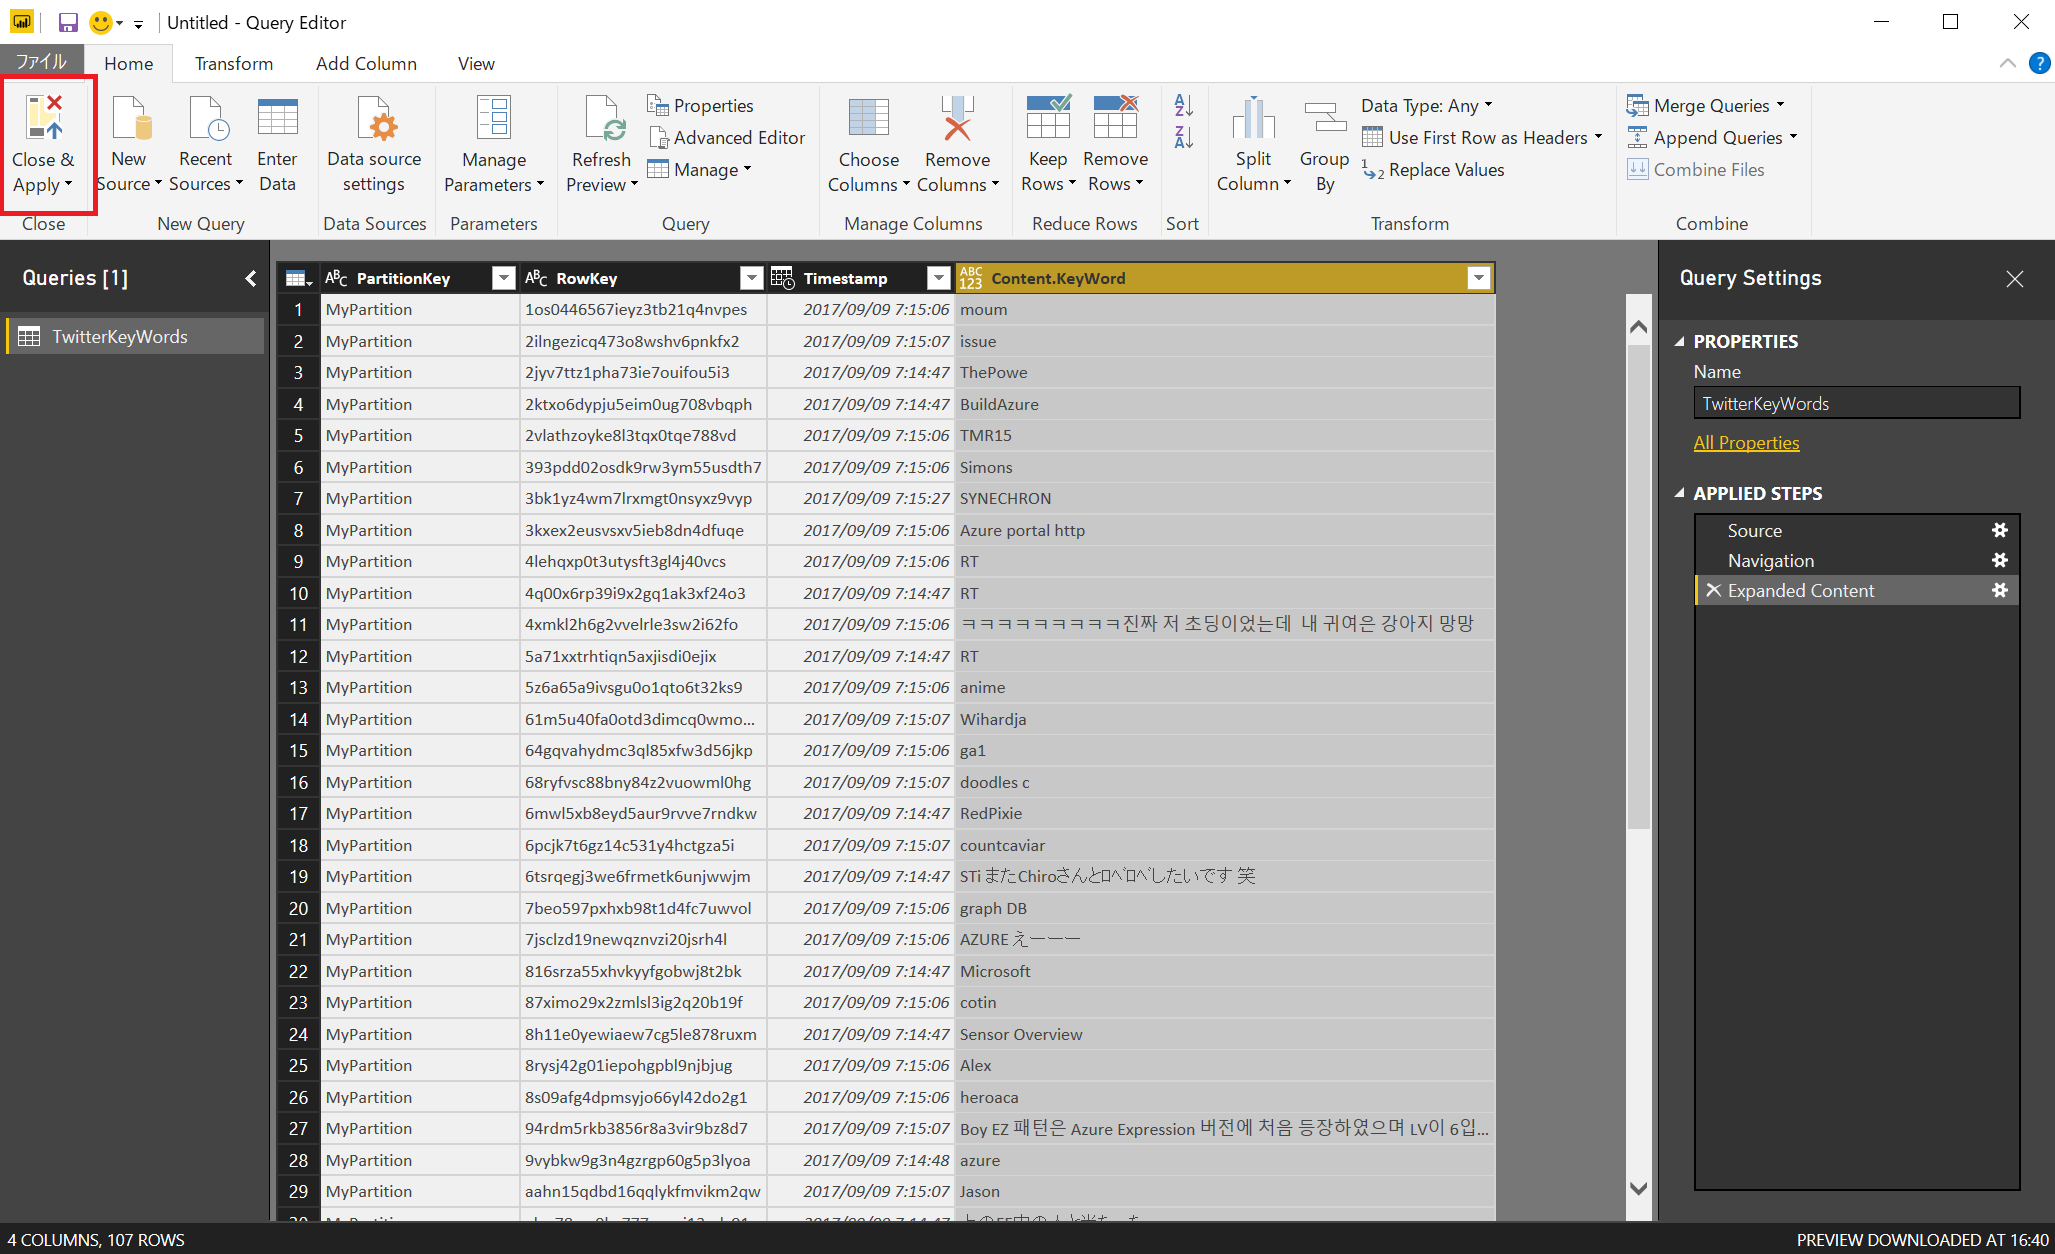 Untitled - Query Editor
ファイル Home Transform Add Column View
Close & Apply
New Source
Recent Sources
Enter Data
Data source settings
Manage Parameters
Refresh Preview
Properties
Advanced Editor
Manage
Choose Columns
Remove Columns
Keep Rows
Remove Rows
Split Column
Group By
Data Type: Any
Use First Row as Headers
Replace Values
Merge Queries
Append Queries
Combine Files
Close New Query Data Sources Parameters Query Manage Columns Reduce Rows Sort Transform Combine
Queries [1]
TwitterKeyWords
PartitionKey RowKey Timestamp Content.KeyWord
1 MyPartition 1os0446567ieyz3tb21q4nvpes 2017/09/09 7:15:06 moum
2 MyPartition 2ilngezicq473o8wshv6pnkfx2 2017/09/09 7:15:07 issue
3 MyPartition 2jyv7ttz1pha73ie7ouifou5i3 2017/09/09 7:14:47 ThePowe
4 MyPartition 2ktxo6dypju5eim0ug708vbqph 2017/09/09 7:14:47 BuildAzure
5 MyPartition 2vlathzoyke8l3tqx0tqe788vd 2017/09/09 7:15:06 TMR15
6 MyPartition 393pdd02osdk9rw3ym55usdth7 2017/09/09 7:15:06 Simons
7 MyPartition 3bk1yz4wm7lrxmgt0nsyxz9vyp 2017/09/09 7:15:27 SYNECHRON
8 MyPartition 3kxex2eusvsxv5ieb8dn4dfuqe 2017/09/09 7:15:06 Azure portal http
9 MyPartition 4lehqxp0t3utysft3gl4j40vcs 2017/09/09 7:15:06 RT
10 MyPartition 4q00x6rp39i9x2gq1ak3xf24o3 2017/09/09 7:14:47 RT
11 MyPartition 4xmkl2h6g2vvelrle3sw2i62fo 2017/09/09 7:15:06 ㅋㅋㅋㅋㅋㅋㅋㅋㅋ진짜 저 초딩이었는데 내 귀여은 강아지 망망
12 MyPartition 5a71xxtrhtiqn5axjisdi0ejix 2017/09/09 7:14:47 RT
13 MyPartition 5z6a65a9ivsgu0o1qto6t32ks9 2017/09/09 7:15:06 anime
14 MyPartition 61m5u40fa0otd3dimcq0wmo... 2017/09/09 7:15:07 Wihardja
15 MyPartition 64gqvahydmc3ql85xfw3d56jkp 2017/09/09 7:15:06 ga1
16 MyPartition 68ryfvsc88bny84z2vuowml0hg 2017/09/09 7:15:07 doodles c
17 MyPartition 6mwl5xb8eyd5aur9rvve7rndkw 2017/09/09 7:14:47 RedPixie
18 MyPartition 6pcjk7t6gz14c531y4hctgza5i 2017/09/09 7:15:07 countcaviar
19 MyPartition 6tsrqegj3we6frmetk6unjwwjm 2017/09/09 7:14:47 STi またChiroさんとﾛﾍﾞﾛﾍﾞしたいです 笑
20 MyPartition 7beo597pxhxb98t1d4fc7uwvol 2017/09/09 7:15:06 graph DB
21 MyPartition 7jsclzd19newqznvzi20jsrh4l 2017/09/09 7:15:06 AZURE えーーー
22 MyPartition 816srza55xhvkyyfgobwj8t2bk 2017/09/09 7:14:47 Microsoft
23 MyPartition 87ximo29x2zmlsl3ig2q20b19f 2017/09/09 7:15:06 cotin
24 MyPartition 8h11e0yewiaew7cg5le878ruxm 2017/09/09 7:14:47 Sensor Overview
25 MyPartition 8rysj42g01iepohgpbl9njbjug 2017/09/09 7:15:06 Alex
26 MyPartition 8s09afg4dpmsyjo66yl42do2g1 2017/09/09 7:15:06 heroaca
27 MyPartition 94rdm5rkb3856r8a3vir9bz8d7 2017/09/09 7:15:07 Boy EZ 패턴은 Azure Expression 버전에 처음 등장하였으며 LV이 6입...
28 MyPartition 9vybkw9g3n4gzrgp60g5p3lyoa 2017/09/09 7:14:48 azure
29 MyPartition aahn15qdbd16qqlykfmvikm2qw 2017/09/09 7:15:07 Jason
Query Settings
PROPERTIES
Name
TwitterKeyWords
All Properties
APPLIED STEPS
Source
Navigation
Expanded Content
4 COLUMNS, 107 ROWS
PREVIEW DOWNLOADED AT 16:40